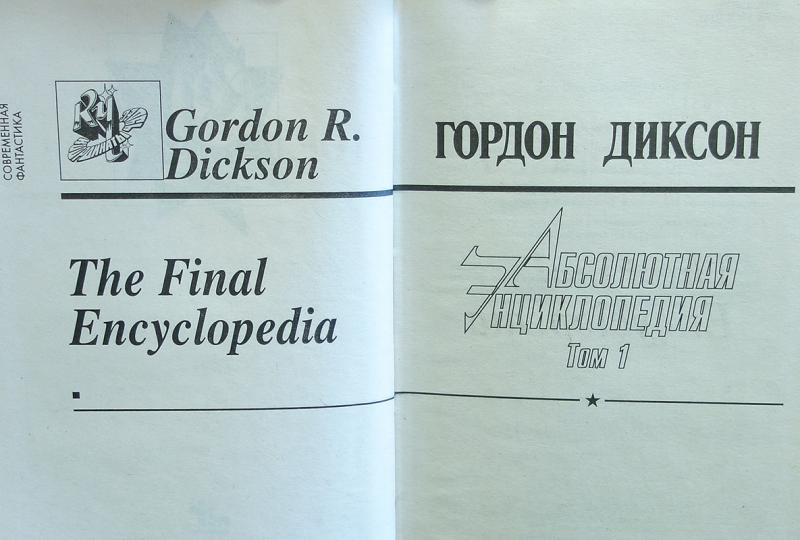 СОВРЕМЕННАЯ
ФАНТАСТИКА
Gordon R.
Dickson
The Final
Encyclopedia
ГОРДОН ДИКСОН
АБСОЛЮТНАЯ
ЭНЦИКЛОПЕДИЯ
Том 1